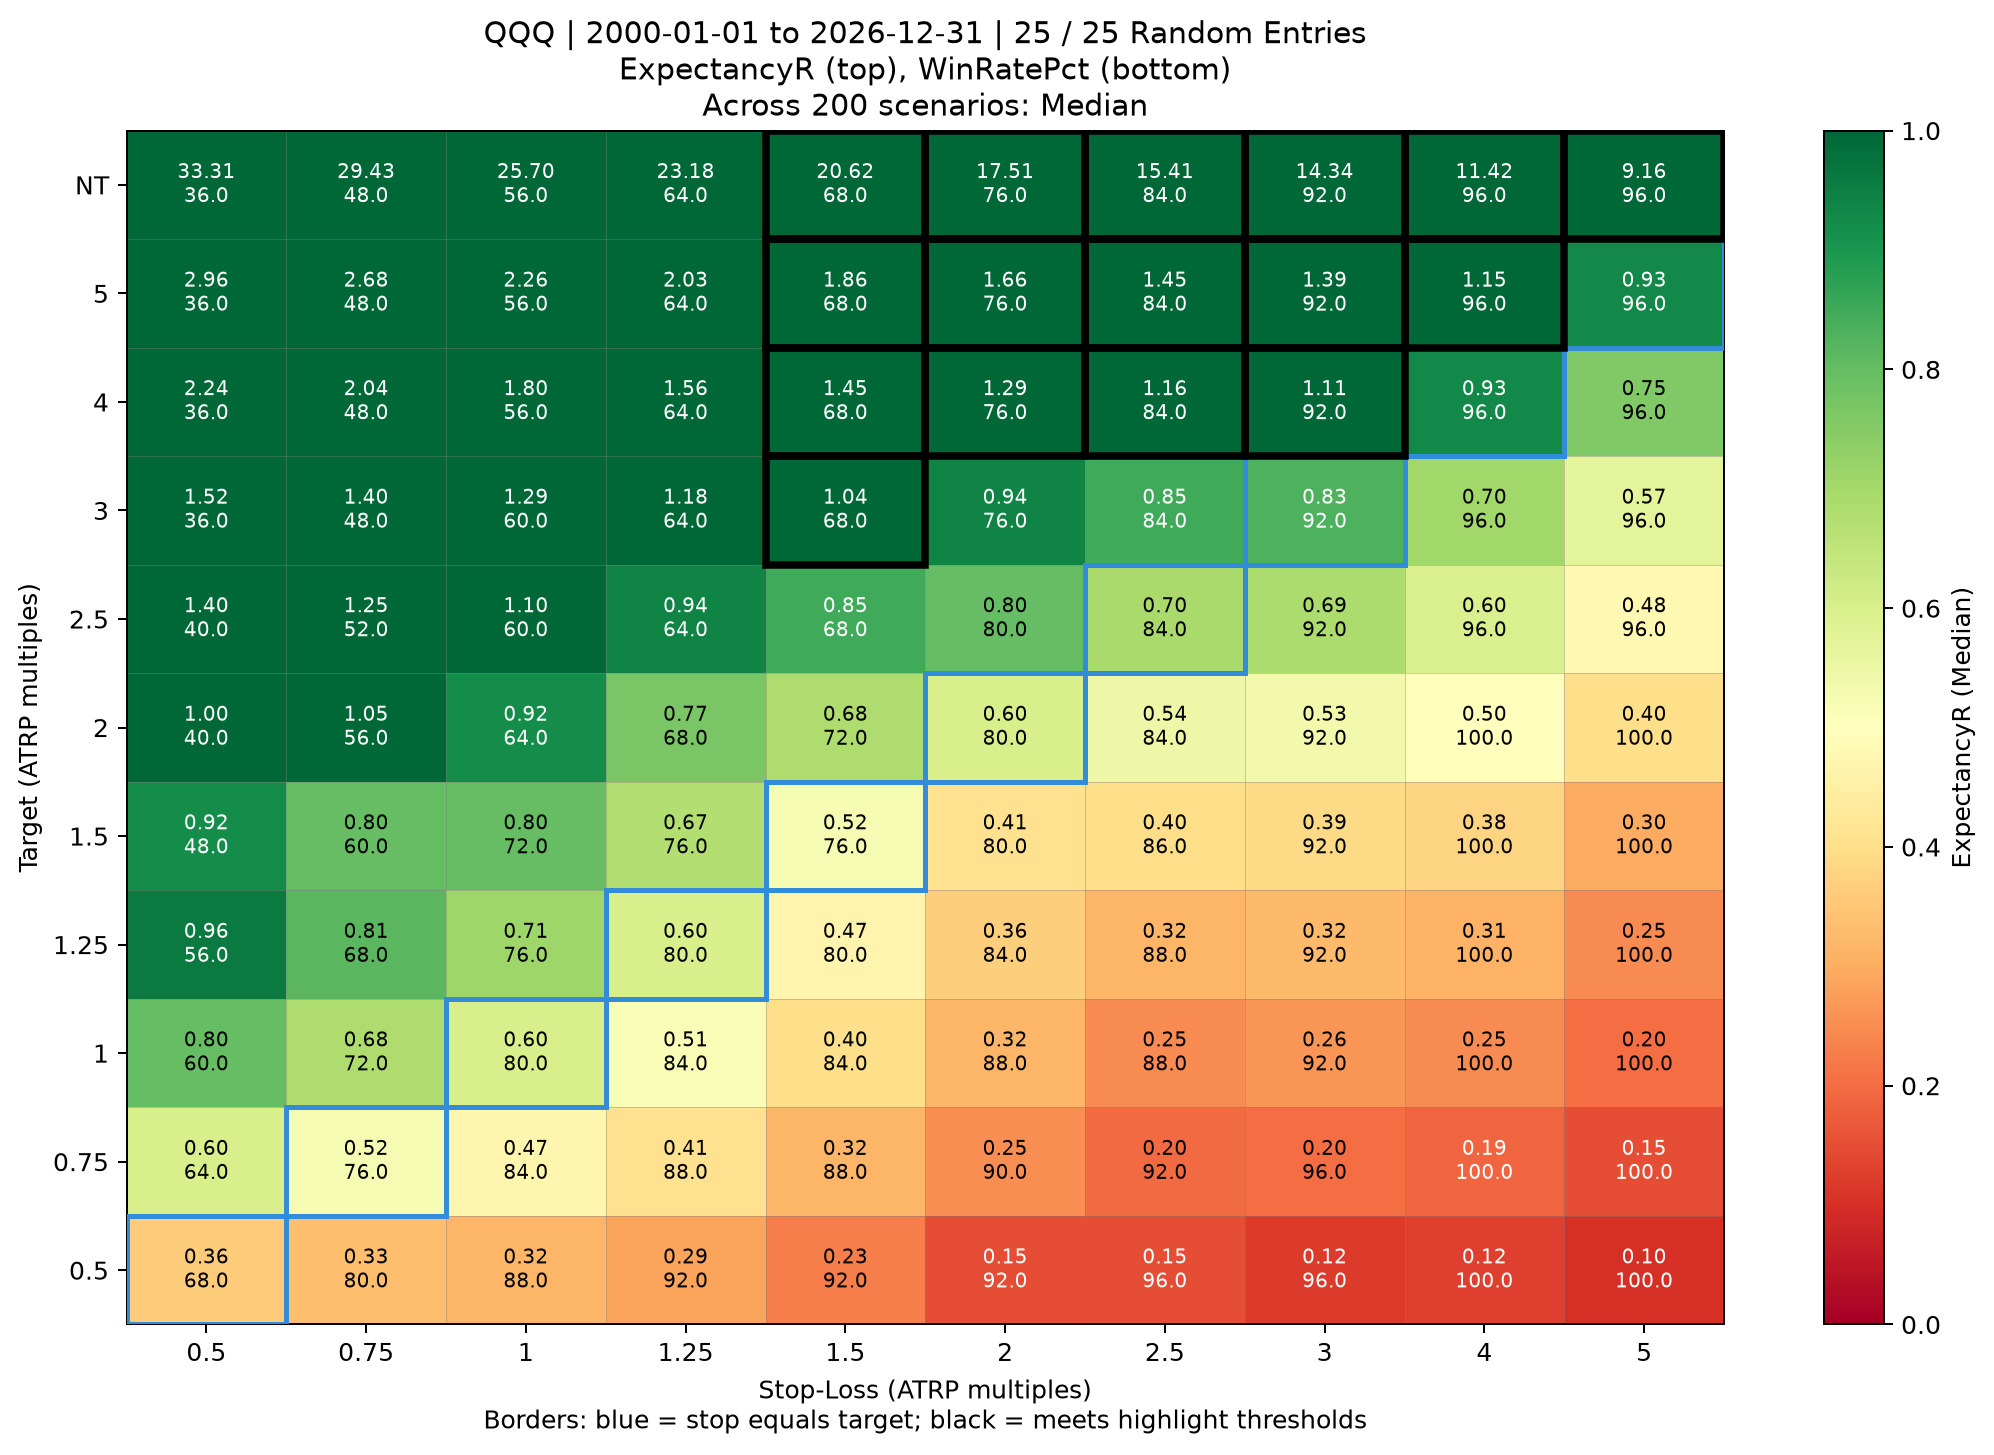 QQQ | 2000-01-01 to 2026-12-31 | 25 / 25 Random Entries
ExpectancyR (top), WinRatePct (bottom)
Across 200 scenarios: Median
NT
33.31 29.43 25.70 23.18 20.62 17.51 15.41 14.34 11.42 9.16
36.0 48.0 56.0 64.0 68.0 76.0 84.0 92.0 96.0 96.0
5
2.96 2.68 2.26 2.03 1.86 1.66 1.45 1.39 1.15 0.93
36.0 48.0 56.0 64.0 68.0 76.0 84.0 92.0 96.0 96.0
4
2.24 2.04 1.80 1.56 1.45 1.29 1.16 1.11 0.93 0.75
36.0 48.0 56.0 64.0 68.0 76.0 84.0 92.0 96.0 96.0
3
1.52 1.40 1.29 1.18 1.04 0.94 0.85 0.83 0.70 0.57
36.0 48.0 60.0 64.0 68.0 76.0 84.0 92.0 96.0 96.0
2.5
1.40 1.25 1.10 0.94 0.85 0.80 0.70 0.69 0.60 0.48
40.0 52.0 60.0 64.0 68.0 80.0 84.0 92.0 96.0 96.0
2
1.00 1.05 0.92 0.77 0.68 0.60 0.54 0.53 0.50 0.40
40.0 56.0 64.0 68.0 72.0 80.0 84.0 92.0 100.0 100.0
1.5
0.92 0.80 0.80 0.67 0.52 0.41 0.40 0.39 0.38 0.30
48.0 60.0 72.0 76.0 76.0 80.0 86.0 92.0 100.0 100.0
1.25
0.96 0.81 0.71 0.60 0.47 0.36 0.32 0.32 0.31 0.25
56.0 68.0 76.0 80.0 80.0 84.0 88.0 92.0 100.0 100.0
1
0.80 0.68 0.60 0.51 0.40 0.32 0.25 0.26 0.25 0.20
60.0 72.0 80.0 84.0 84.0 88.0 88.0 92.0 100.0 100.0
0.75
0.60 0.52 0.47 0.41 0.32 0.25 0.20 0.20 0.19 0.15
64.0 76.0 84.0 88.0 88.0 90.0 92.0 96.0 100.0 100.0
0.5
0.36 0.33 0.32 0.29 0.23 0.15 0.15 0.12 0.12 0.10
68.0 80.0 88.0 92.0 92.0 92.0 96.0 96.0 100.0 100.0
0.5 0.75 1 1.25 1.5 2 2.5 3 4 5
Target (ATRP multiples)
Stop-Loss (ATRP multiples)
Borders: blue = stop equals target; black = meets highlight thresholds
1.0
0.8
0.6
0.4
0.2
0.0
ExpectancyR (Median)